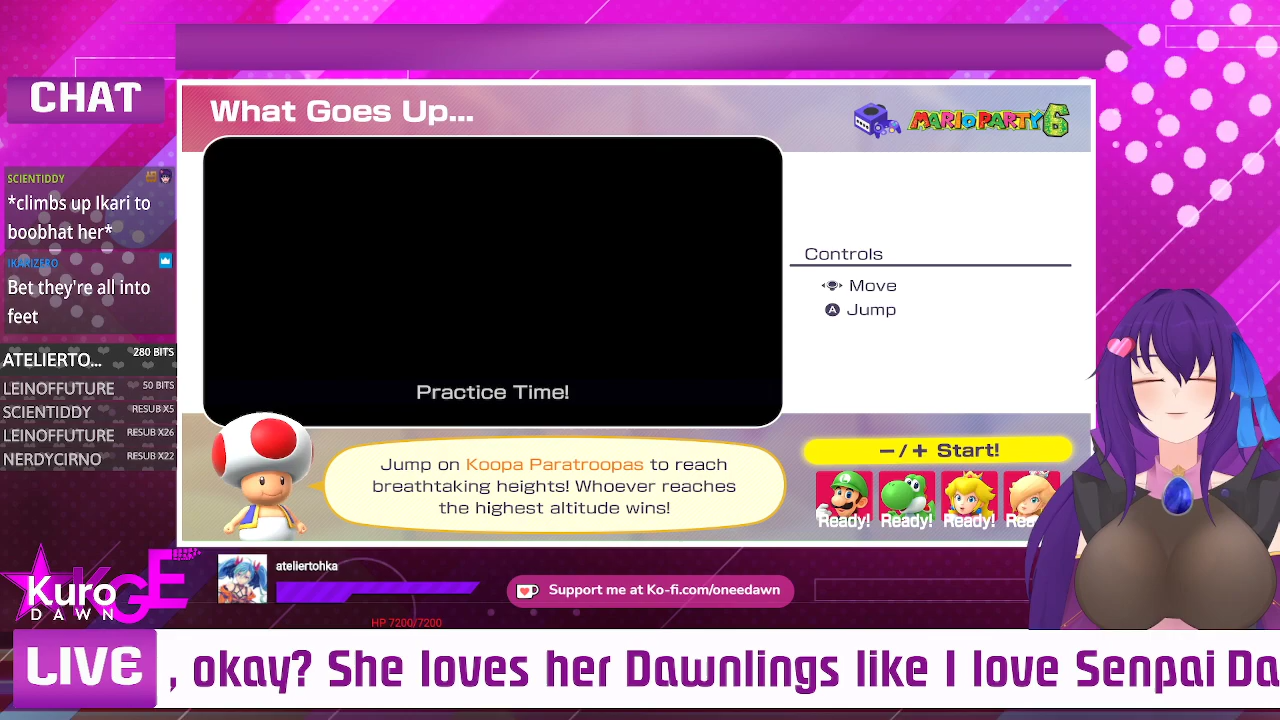 CHAT
SCIENTIDDY
*climbs up Ikari to
boobhat her*
IKARIZERO
Bet they're all into
feet
ATELIERTO... 280 BITS
LEINOFFUTURE 50 BITS
SCIENTIDDY RESUB X5
LEINOFFUTURE RESUB X26
NERDYCIRNO RESUB X22
What Goes Up...
MARIOPARTY6
Practice Time!
Controls
Move
A Jump
Jump on Koopa Paratroopas to reach
breathtaking heights! Whoever reaches
the highest altitude wins!
−/+ Start!
Ready! Ready! Ready! Rea
Kuro
DAWN
ateliertohka
HP 7200/7200
Support me at Ko-fi.com/oneedawn
LIVE
, okay? She loves her Dawnlings like I love Senpai Da